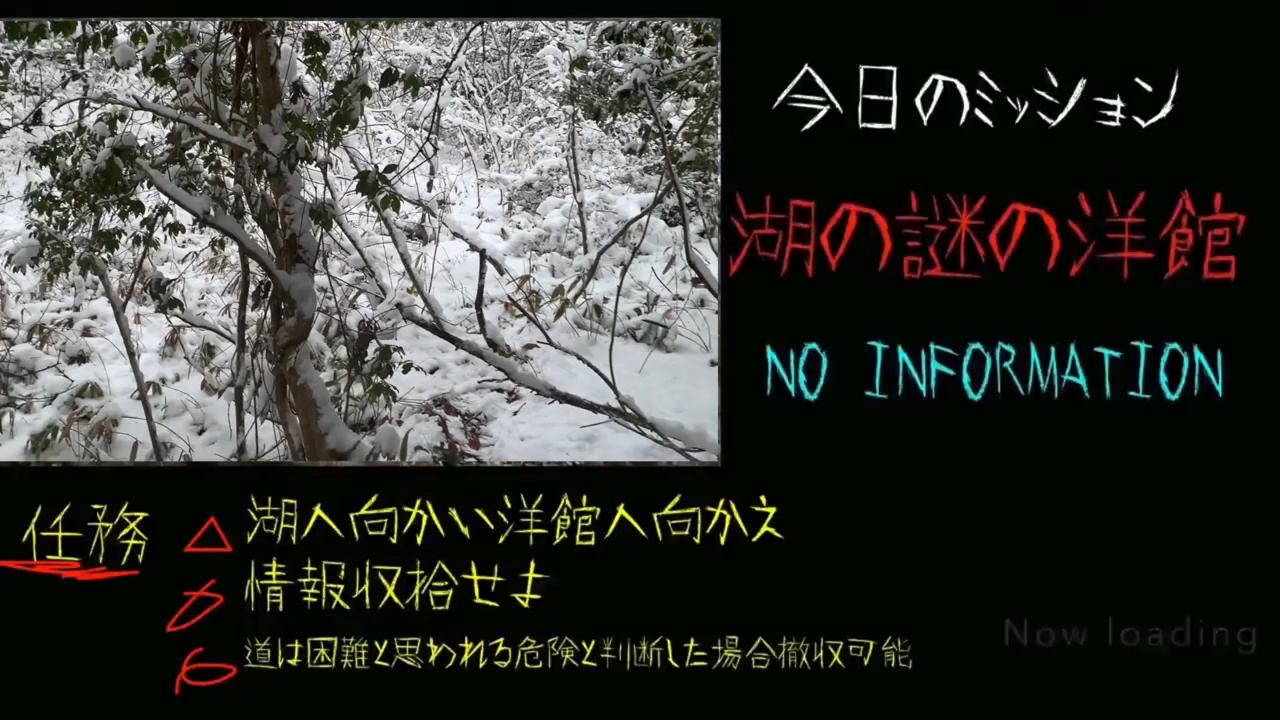 今日のミッション
湖の謎の洋館
NO INFORMATION
任務
湖へ向かい洋館へ向かえ
情報収拾せよ
道は困難と思われる危険と判断した場合撤収可能
Now loading